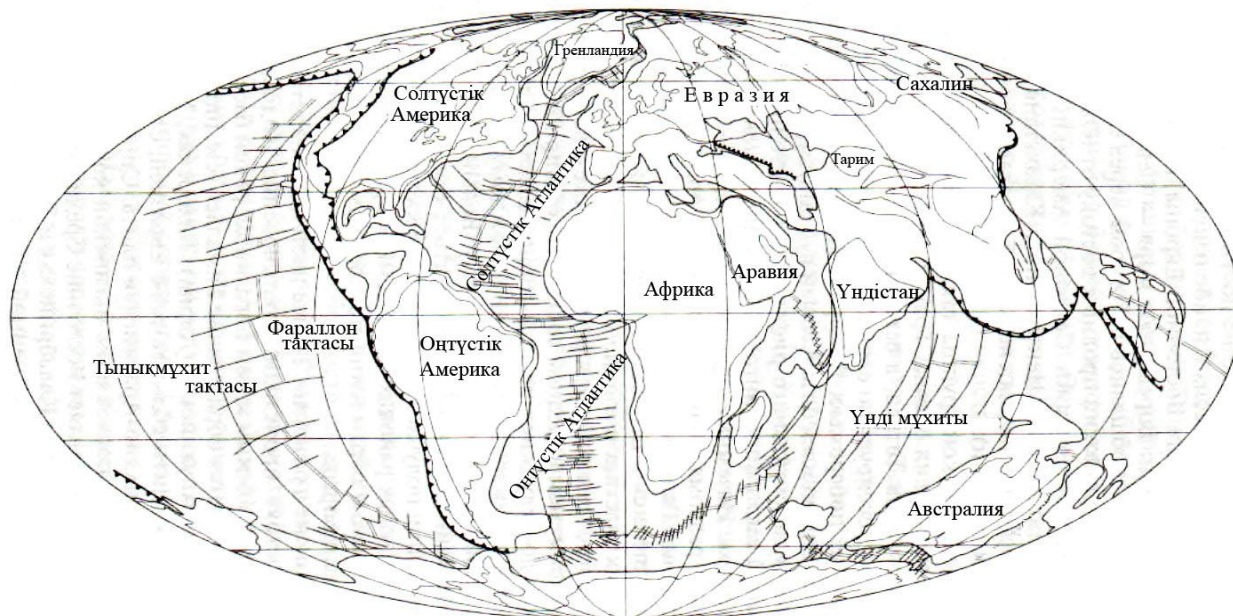 Гренландия
Солтүстік
Америка
Евразия
Сахалин
Тарим
Солтүстік Атлантика
Африка
Аравия
Үндістан
Фараллон
тақтасы
Оңтүстік
Америка
Тынықмұхит
тақтасы
Оңтүстік Атлантика
Үнді мұхиты
Австралия